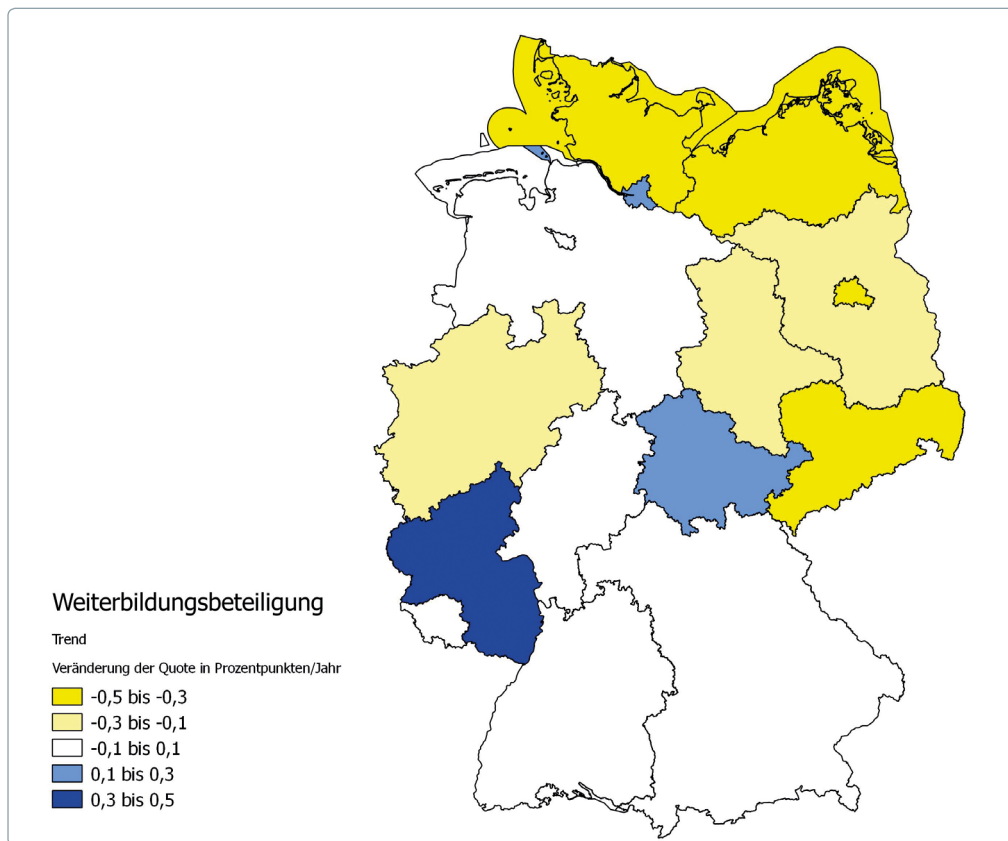 Weiterbildungsbeteiligung
Trend
Veränderung der Quote in Prozentpunkten/Jahr
-0,5 bis -0,3
-0,3 bis -0,1
-0,1 bis 0,1
0,1 bis 0,3
0,3 bis 0,5